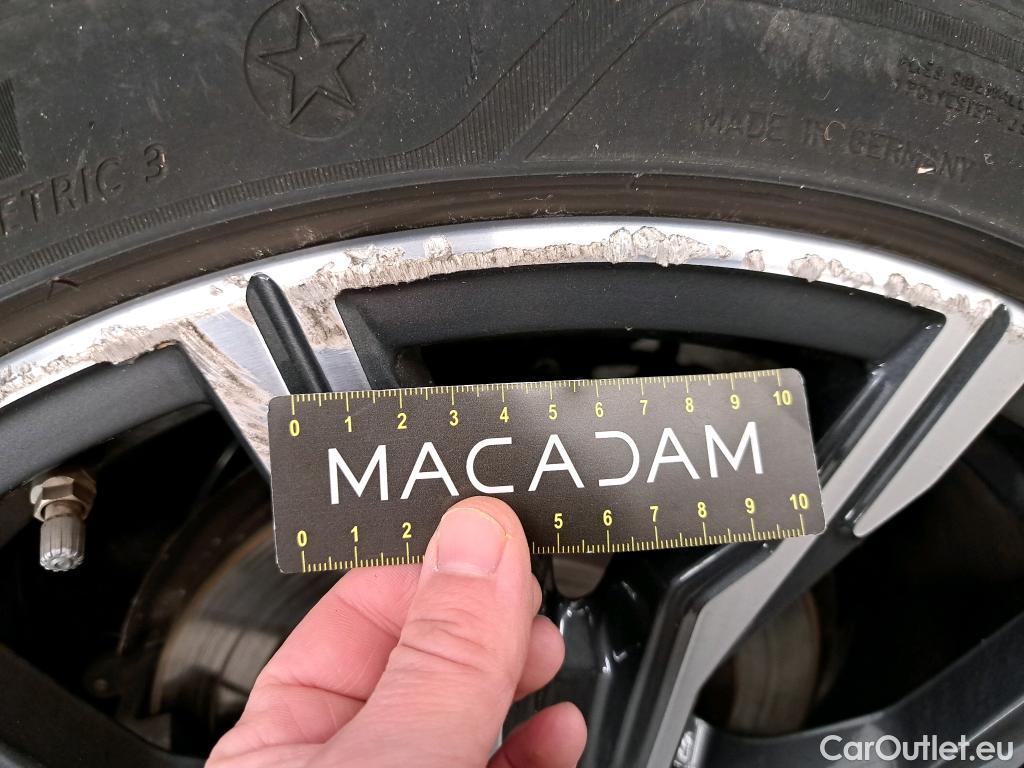 ETRIC 3
MADE IN GERMANY
0 1 2 3 4 5 6 7 8 9 10
MACADAM
0 1 2 5 6 7 8 9 10
CarOutlet.eu